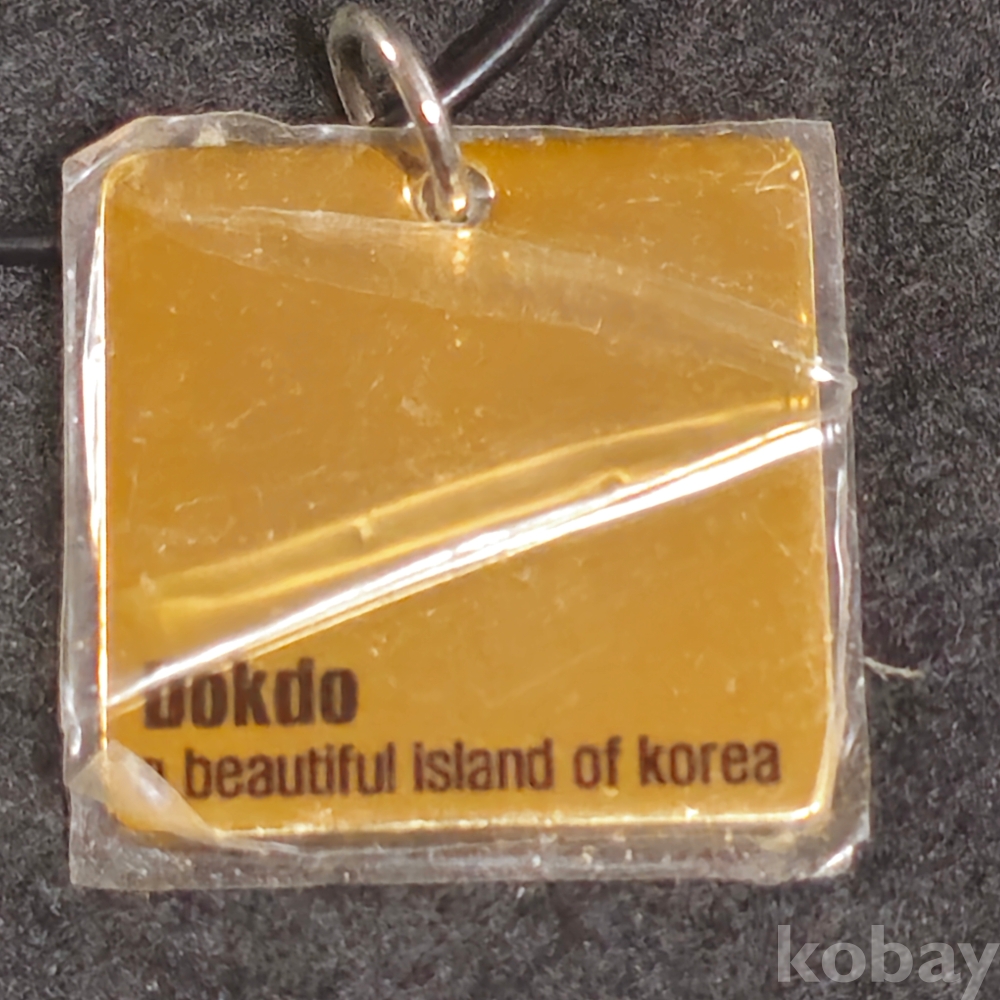 Dokdo
a beautiful island of korea
kobay